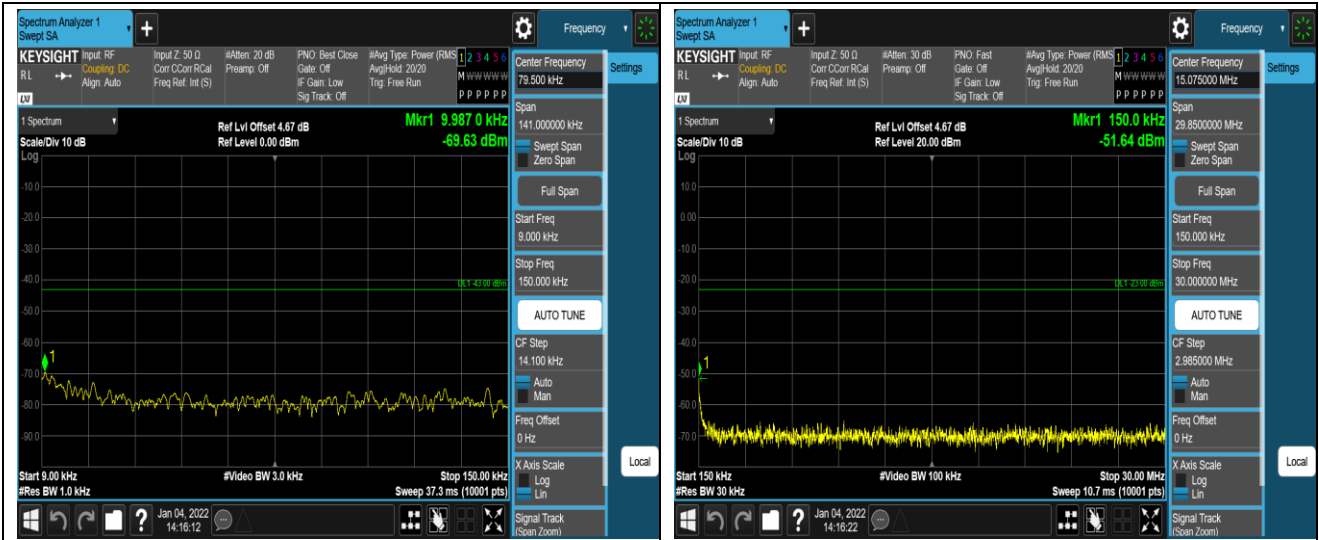 Spectrum Analyzer 1
Swept SA
+
Frequency
KEYSIGHT
RL
LXI
Input: RF
Coupling: DC
Align: Auto
Input Z: 50 Ω
Corr CCorr RCal
Freq Ref: Int (S)
#Atten: 20 dB
Preamp: Off
PNO: Best Close
Gate: Off
IF Gain: Low
Sig Track: Off
#Avg Type: Power (RMS
Avg|Hold: 20/20
Trig: Free Run
1 2 3 4 5 6
M W W W W W
P P P P P P
Center Frequency
79.500 kHz
Settings
1 Spectrum
Scale/Div 10 dB
Log
Ref Lvl Offset 4.67 dB
Ref Level 0.00 dBm
Mkr1 9.987 0 kHz
-69.63 dBm
Span
141.000000 kHz
Swept Span
Zero Span
Full Span
Start Freq
9.000 kHz
Stop Freq
150.000 kHz
AUTO TUNE
CF Step
14.100 kHz
Auto
Man
Freq Offset
0 Hz
X Axis Scale
Log
Lin
Signal Track
(Span Zoom)
Local
-10.0
-20.0
-30.0
-40.0
DL1 -43.00 dBm
-50.0
-60.0
1
-70.0
-80.0
-90.0
Start 9.00 kHz
#Res BW 1.0 kHz
#Video BW 3.0 kHz
Stop 150.00 kHz
Sweep 37.3 ms (10001 pts)
?
Jan 04, 2022
14:16:12
Spectrum Analyzer 1
Swept SA
+
Frequency
KEYSIGHT
RL
LXI
Input: RF
Coupling: DC
Align: Auto
Input Z: 50 Ω
Corr CCorr RCal
Freq Ref: Int (S)
#Atten: 30 dB
Preamp: Off
PNO: Fast
Gate: Off
IF Gain: Low
Sig Track: Off
#Avg Type: Power (RMS
Avg|Hold: 20/20
Trig: Free Run
1 2 3 4 5 6
M W W W W W
P P P P P P
Center Frequency
15.075000 MHz
Settings
1 Spectrum
Scale/Div 10 dB
Log
Ref Lvl Offset 4.67 dB
Ref Level 20.00 dBm
Mkr1 150.0 kHz
-51.64 dBm
Span
29.8500000 MHz
Swept Span
Zero Span
Full Span
Start Freq
150.000 kHz
Stop Freq
30.000000 MHz
AUTO TUNE
CF Step
2.985000 MHz
Auto
Man
Freq Offset
0 Hz
X Axis Scale
Log
Lin
Signal Track
(Span Zoom)
Local
10.0
0.00
-10.0
-20.0
DL1 -23.00 dBm
-30.0
-40.0
1
-50.0
-60.0
-70.0
Start 150 kHz
#Res BW 30 kHz
#Video BW 100 kHz
Stop 30.00 MHz
Sweep 10.7 ms (10001 pts)
?
Jan 04, 2022
14:16:22